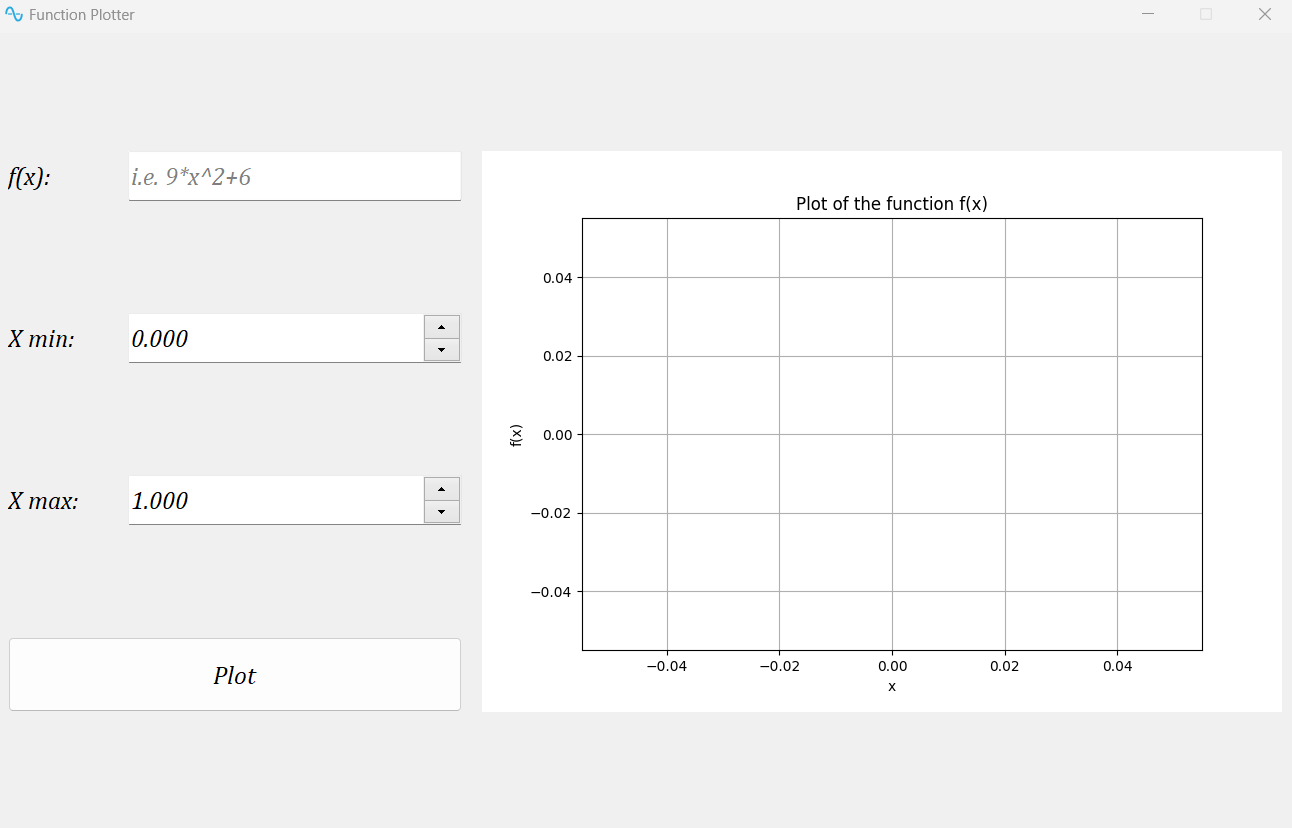 Function Plotter
f(x):
i.e. 9*x^2+6
X min:
0.000
X max:
1.000
Plot
Plot of the function f(x)
f(x)
0.04
0.02
0.00
−0.02
−0.04
−0.04 −0.02 0.00 0.02 0.04
x